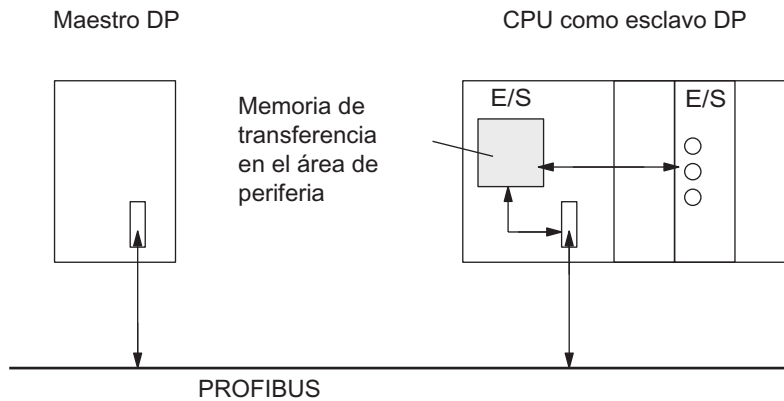 Maestro DP
CPU como esclavo DP
E/S
E/S
Memoria de
transferencia
en el área de
periferia
PROFIBUS